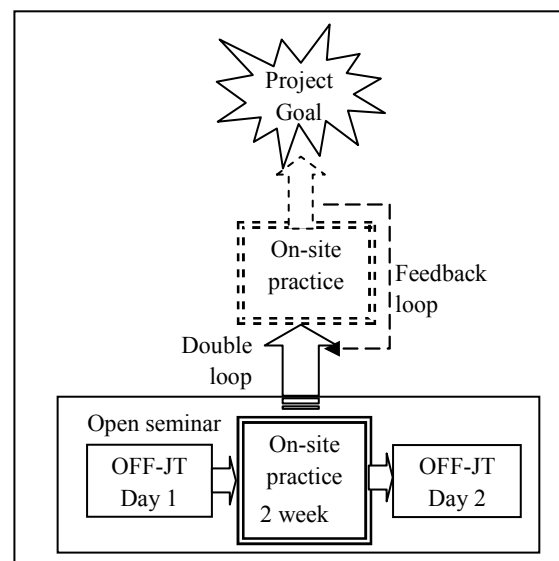 Project
Goal
On-site
practice
Feedback
loop
Double
loop
Open seminar
OFF-JT
Day 1
On-site
practice
2 week
OFF-JT
Day 2